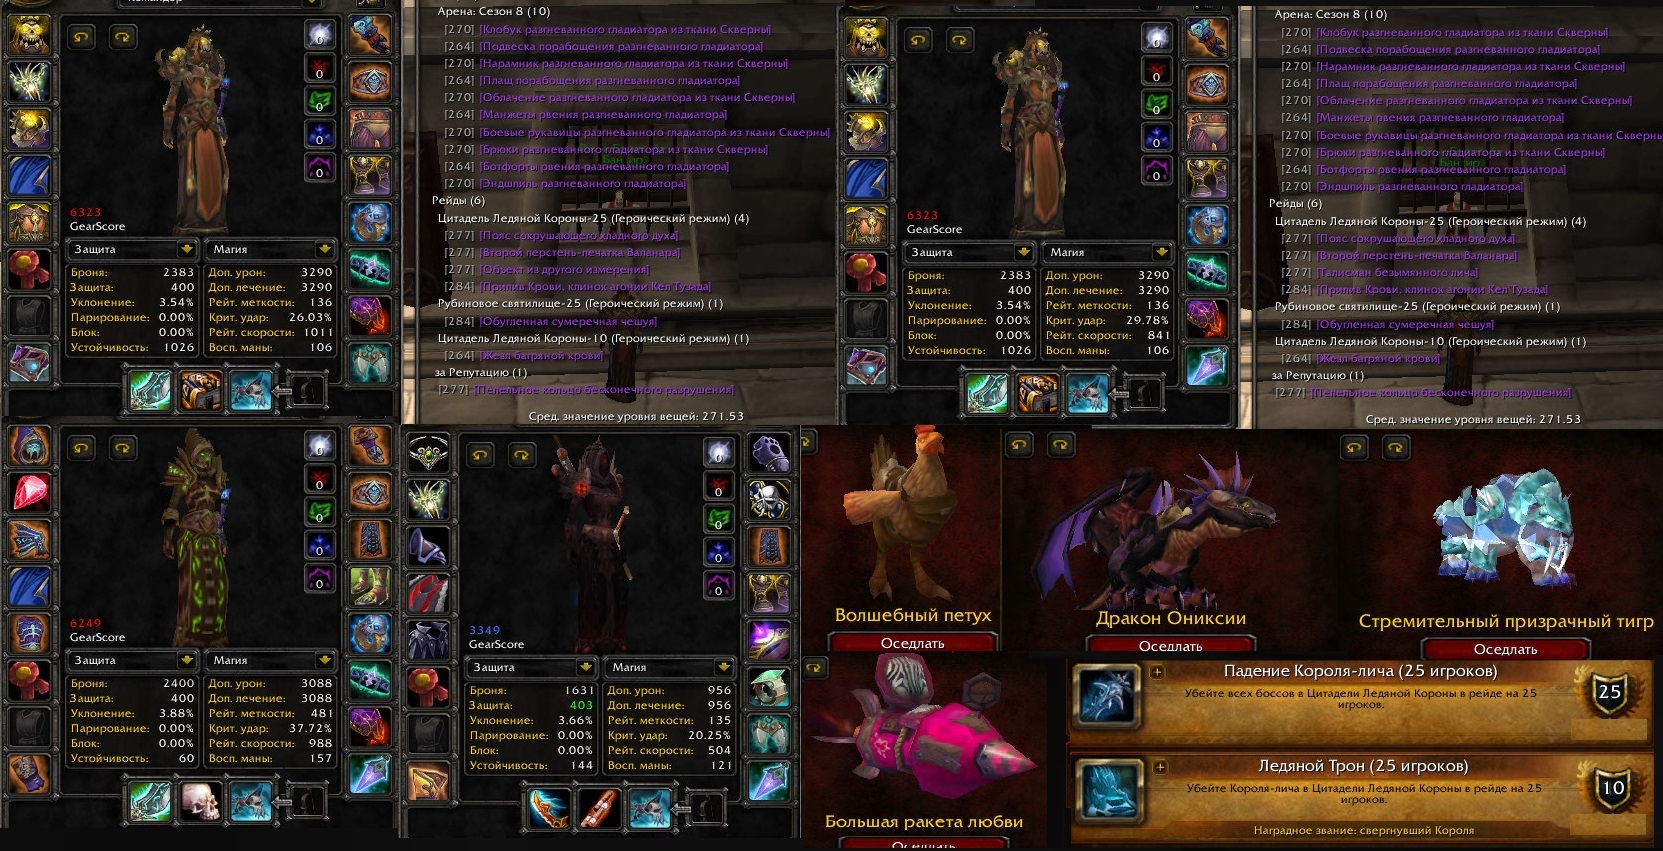 Арена: Сезон 8 (10)
[270] [Клобук разгневанного гладиатора из ткани Скверны]
[264] [Подвеска порабощения разгневанного гладиатора]
[270] [Нарамник разгневанного гладиатора из ткани Скверны]
[264] [Плащ порабощения разгневанного гладиатора]
[270] [Облачение разгневанного гладиатора из ткани Скверны]
[264] [Манжеты рвения разгневанного гладиатора]
[270] [Боевые рукавицы разгневанного гладиатора из ткани Скверны]
[270] [Брюки разгневанного гладиатора из ткани Скверны]
[264] [Ботфорты рвения разгневанного гладиатора]
[270] [Эндшпиль разгневанного гладиатора]
Рейды (6)
Цитадель Ледяной Короны-25 (Героический режим) (4)
[277] [Пояс сокрушающего хладного духа]
[277] [Второй перстень-печатка Валанара]
[277] [Объект из другого измерения]
[284] [Прилив Крови, клинок агонии Кел'Тузада]
Рубиновое святилище-25 (Героический режим) (1)
[284] [Обугленная сумеречная чешуя]
Цитадель Ледяной Короны-10 (Героический режим) (1)
[264] [Жезл багряной крови]
за Репутацию (1)
[277] [Пепельное кольцо бесконечного разрушения]
Сред. значение уровня вещей: 271.53
0
0
0
0
0
6323
GearScore
Защита
Магия
Броня: 2383
Защита: 400
Уклонение: 3.54%
Парирование: 0.00%
Блок: 0.00%
Устойчивость: 1026
Доп. урон: 3290
Доп. лечение: 3290
Рейт. меткости: 136
Крит. удар: 26.03%
Рейт. скорости: 1011
Восп. маны: 106
Арена: Сезон 8 (10)
[270] [Клобук разгневанного гладиатора из ткани Скверны]
[264] [Подвеска порабощения разгневанного гладиатора]
[270] [Нарамник разгневанного гладиатора из ткани Скверны]
[264] [Плащ порабощения разгневанного гладиатора]
[270] [Облачение разгневанного гладиатора из ткани Скверны]
[264] [Манжеты рвения разгневанного гладиатора]
[270] [Боевые рукавицы разгневанного гладиатора из ткани Скверны
[270] [Брюки разгневанного гладиатора из ткани Скверны]
[264] [Ботфорты рвения разгневанного гладиатора]
[270] [Эндшпиль разгневанного гладиатора]
Рейды (6)
Цитадель Ледяной Короны-25 (Героический режим) (4)
[277] [Пояс сокрушающего хладного духа]
[277] [Второй перстень-печатка Валанара]
[277] [Талисман безымянного лича]
[284] [Прилив Крови, клинок агонии Кел'Тузада]
Рубиновое святилище-25 (Героический режим) (1)
[284] [Обугленная сумеречная чешуя]
Цитадель Ледяной Короны-10 (Героический режим) (1)
[264] [Жезл багряной крови]
за Репутацию (1)
[277] [Пепельное кольцо бесконечного разрушения]
Сред. значение уровня вещей: 271.53
0
0
0
0
0
6323
GearScore
Защита
Магия
Броня: 2383
Защита: 400
Уклонение: 3.54%
Парирование: 0.00%
Блок: 0.00%
Устойчивость: 1026
Доп. урон: 3290
Доп. лечение: 3290
Рейт. меткости: 136
Крит. удар: 29.78%
Рейт. скорости: 841
Восп. маны: 106
0
0
0
0
0
6249
GearScore
Защита
Магия
Броня: 2400
Защита: 400
Уклонение: 3.88%
Парирование: 0.00%
Блок: 0.00%
Устойчивость: 60
Доп. урон: 3088
Доп. лечение: 3088
Рейт. меткости: 481
Крит. удар: 37.72%
Рейт. скорости: 988
Восп. маны: 157
0
0
0
0
0
3349
GearScore
Защита
Магия
Броня: 1631
Защита: 403
Уклонение: 3.66%
Парирование: 0.00%
Блок: 0.00%
Устойчивость: 144
Доп. урон: 956
Доп. лечение: 956
Рейт. меткости: 135
Крит. удар: 20.25%
Рейт. скорости: 504
Восп. маны: 121
Волшебный петух
Оседлать
Дракон Ониксии
Оседлать
Стремительный призрачный тигр
Оседлать
Большая ракета любви
Оседлать
Падение Короля-лича (25 игроков)
Убейте всех боссов в Цитадели Ледяной Короны в рейде на 25
игроков.
25
Ледяной Трон (25 игроков)
Убейте Короля-лича в Цитадели Ледяной Короны в рейде на 25
игроков.
10
Наградное звание: свергнувший Короля